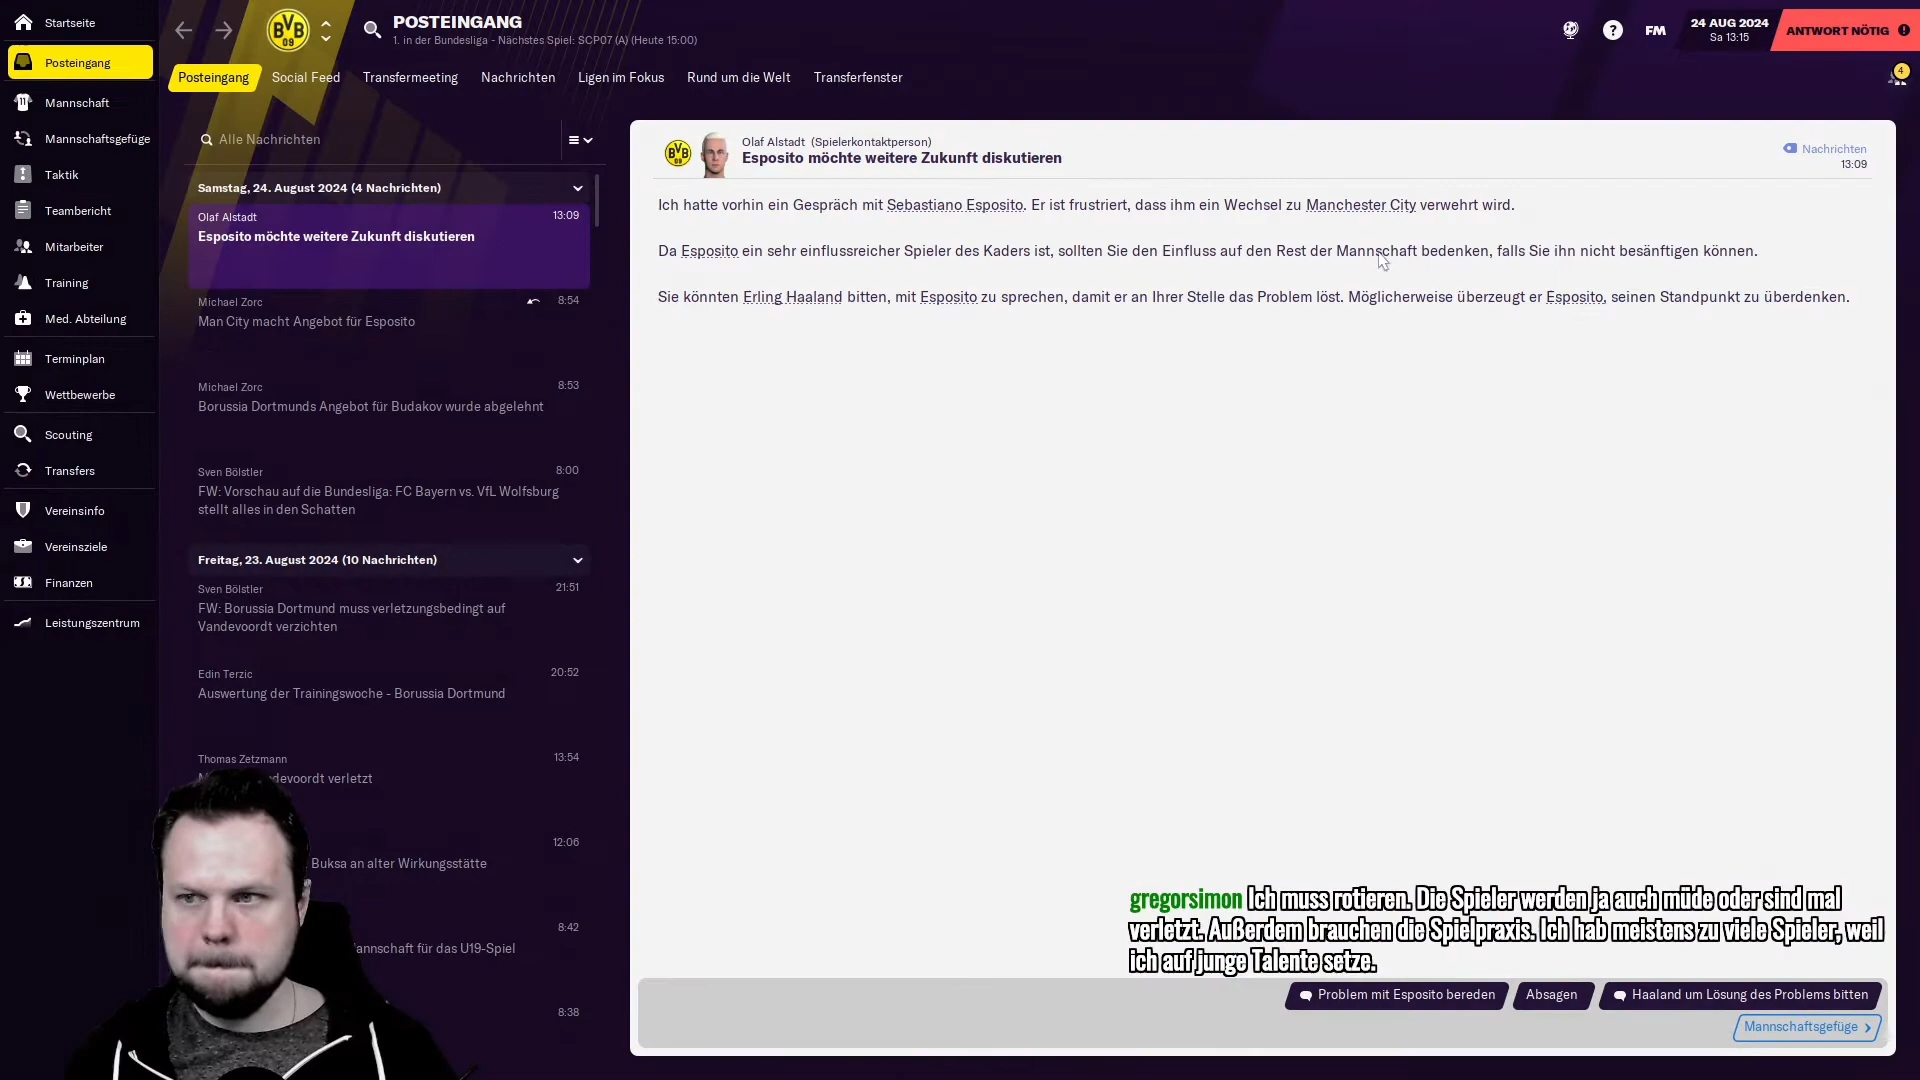 Startseite
Posteingang
Mannschaft
Mannschaftsgefüge
Taktik
Teambericht
Mitarbeiter
Training
Med. Abteilung
Terminplan
Wettbewerbe
Scouting
Transfers
Vereinsinfo
Vereinsziele
Finanzen
Leistungszentrum
BVB
09
POSTEINGANG
1. in der Bundesliga - Nächstes Spiel: SCP07 (A) (Heute 15:00)
?
FM
24 AUG 2024
Sa 13:15
ANTWORT NÖTIG
4
Posteingang
Social Feed
Transfermeeting
Nachrichten
Ligen im Fokus
Rund um die Welt
Transferfenster
Alle Nachrichten
Samstag, 24. August 2024 (4 Nachrichten)
Olaf Alstadt 13:09
Esposito möchte weitere Zukunft diskutieren
Michael Zorc 8:54
Man City macht Angebot für Esposito
Michael Zorc 8:53
Borussia Dortmunds Angebot für Budakov wurde abgelehnt
Sven Bölstler 8:00
FW: Vorschau auf die Bundesliga: FC Bayern vs. VfL Wolfsburg
stellt alles in den Schatten
Freitag, 23. August 2024 (10 Nachrichten)
Sven Bölstler 21:51
FW: Borussia Dortmund muss verletzungsbedingt auf
Vandevoordt verzichten
Edin Terzic 20:52
Auswertung der Trainingswoche - Borussia Dortmund
Thomas Zetzmann 13:54
verletzt
12:06
Buksa an alter Wirkungsstätte
8:42
für das U19-Spiel
8:38
BVB
09
Olaf Alstadt (Spielerkontaktperson)
Esposito möchte weitere Zukunft diskutieren
Nachrichten
13:09
Ich hatte vorhin ein Gespräch mit Sebastiano Esposito. Er ist frustriert, dass ihm ein Wechsel zu Manchester City verwehrt wird.
Da Esposito ein sehr einflussreicher Spieler des Kaders ist, sollten Sie den Einfluss auf den Rest der Mannschaft bedenken, falls Sie ihn nicht besänftigen können.
Sie könnten Erling Haaland bitten, mit Esposito zu sprechen, damit er an Ihrer Stelle das Problem löst. Möglicherweise überzeugt er Esposito, seinen Standpunkt zu überdenken.
gregorsimon Ich muss rotieren. Die Spieler werden ja auch müde oder sind mal
verletzt. Außerdem brauchen die Spielpraxis. Ich hab meistens zu viele Spieler, weil
ich auf junge Talente setze.
Problem mit Esposito bereden
Absagen
Haaland um Lösung des Problems bitten
Mannschaftsgefüge